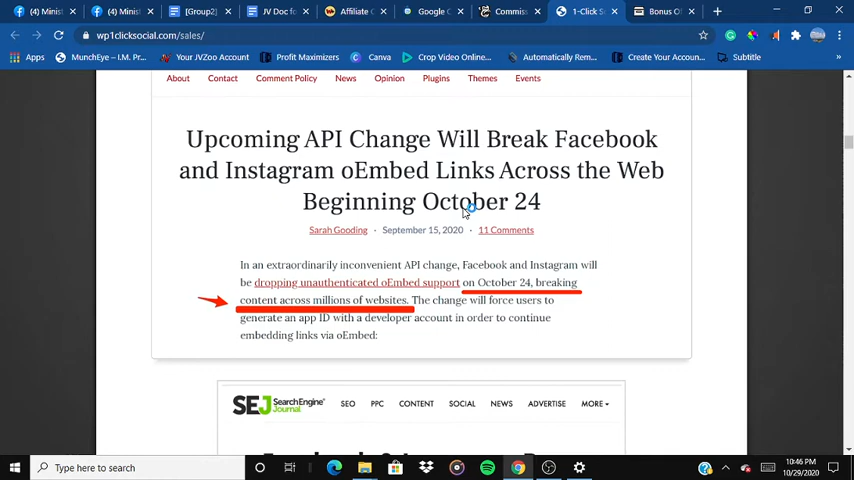 (4) Minist
(4) Minist
[Group2]
JV Doc fo
Affiliate C
Google C
Commiss
1-Click S
Bonus O
wp1clicksocial.com/sales/
Apps
MunchEye – I.M. Pr...
Your JVZoo Account
Profit Maximizers
Canva
Crop Video Online...
Automatically Rem...
Create Your Accoun...
Subtitle
About
Contact
Comment Policy
News
Opinion
Plugins
Themes
Events
Upcoming API Change Will Break Facebook
and Instagram oEmbed Links Across the Web
Beginning October 24
Sarah Gooding · September 15, 2020 · 11 Comments
In an extraordinarily inconvenient API change, Facebook and Instagram will
be dropping unauthenticated oEmbed support on October 24, breaking
content across millions of websites. The change will force users to
generate an app ID with a developer account in order to continue
embedding links via oEmbed:
SEJ SearchEngine Journal
SEO
PPC
CONTENT
SOCIAL
NEWS
ADVERTISE
MORE
Type here to search
10:46 PM
10/29/2020